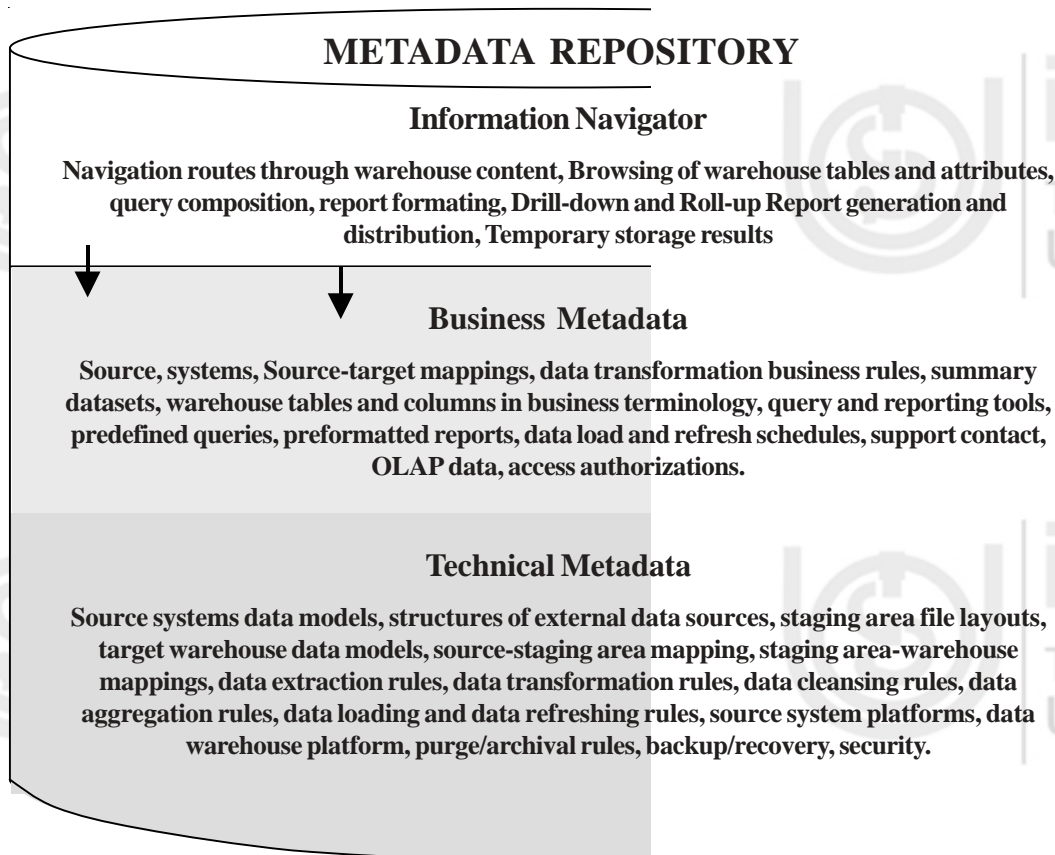 METADATA REPOSITORY
Information Navigator
Navigation routes through warehouse content, Browsing of warehouse tables and attributes,
query composition, report formating, Drill-down and Roll-up Report generation and
distribution, Temporary storage results
Business Metadata
Source, systems, Source-target mappings, data transformation business rules, summary
datasets, warehouse tables and columns in business terminology, query and reporting tools,
predefined queries, preformatted reports, data load and refresh schedules, support contact,
OLAP data, access authorizations.
Technical Metadata
Source systems data models, structures of external data sources, staging area file layouts,
target warehouse data models, source-staging area mapping, staging area-warehouse
mappings, data extraction rules, data transformation rules, data cleansing rules, data
aggregation rules, data loading and data refreshing rules, source system platforms, data
warehouse platform, purge/archival rules, backup/recovery, security.